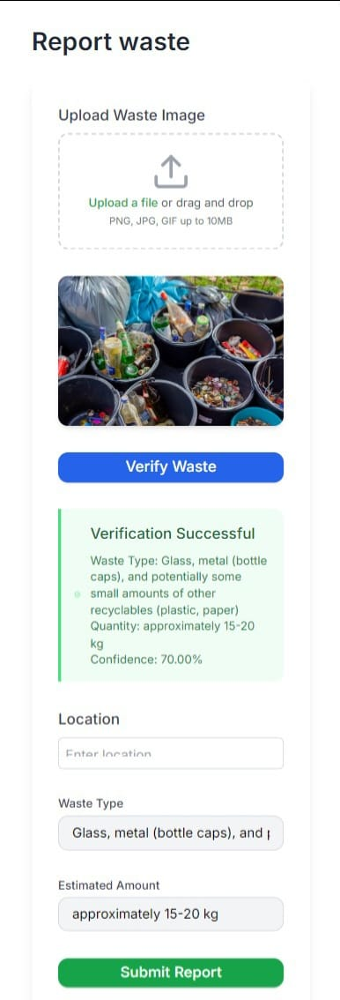 Report waste
Upload Waste Image
Upload a file or drag and drop
PNG, JPG, GIF up to 10MB
Verify Waste
Verification Successful
Waste Type: Glass, metal (bottle
caps), and potentially some
small amounts of other
recyclables (plastic, paper)
Quantity: approximately 15-20
kg
Confidence: 70.00%
Location
Enter location
Waste Type
Glass, metal (bottle caps), and
Estimated Amount
approximately 15-20 kg
Submit Report